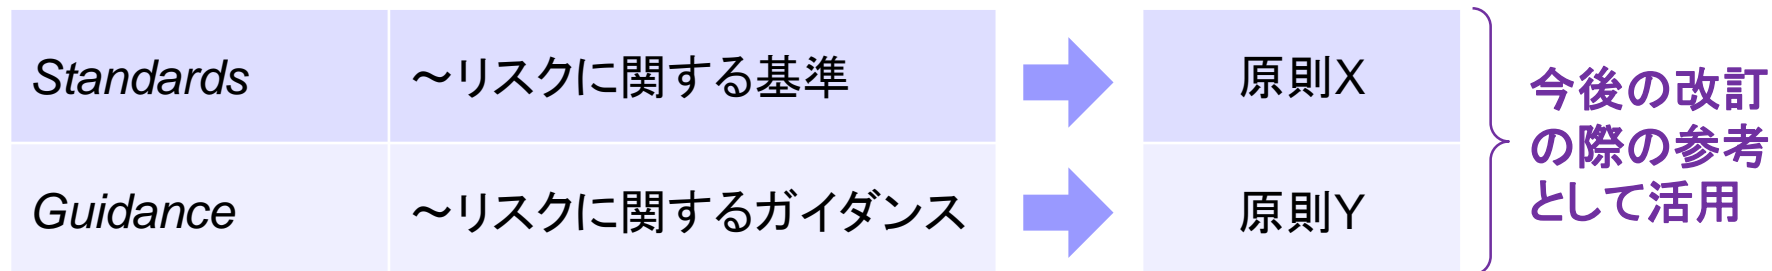 Standards ～リスクに関する基準 原則X
Guidance ～リスクに関するガイダンス 原則Y
今後の改訂
の際の参考
として活用